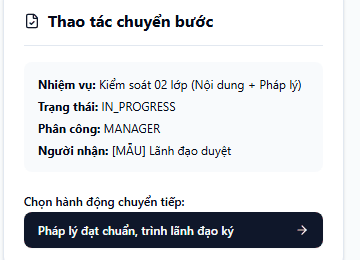 Thao tác chuyển bước
Nhiệm vụ: Kiểm soát 02 lớp (Nội dung + Pháp lý)
Trạng thái: IN_PROGRESS
Phân công: MANAGER
Người nhận: [MẪU] Lãnh đạo duyệt
Chọn hành động chuyển tiếp:
Pháp lý đạt chuẩn, trình lãnh đạo ký